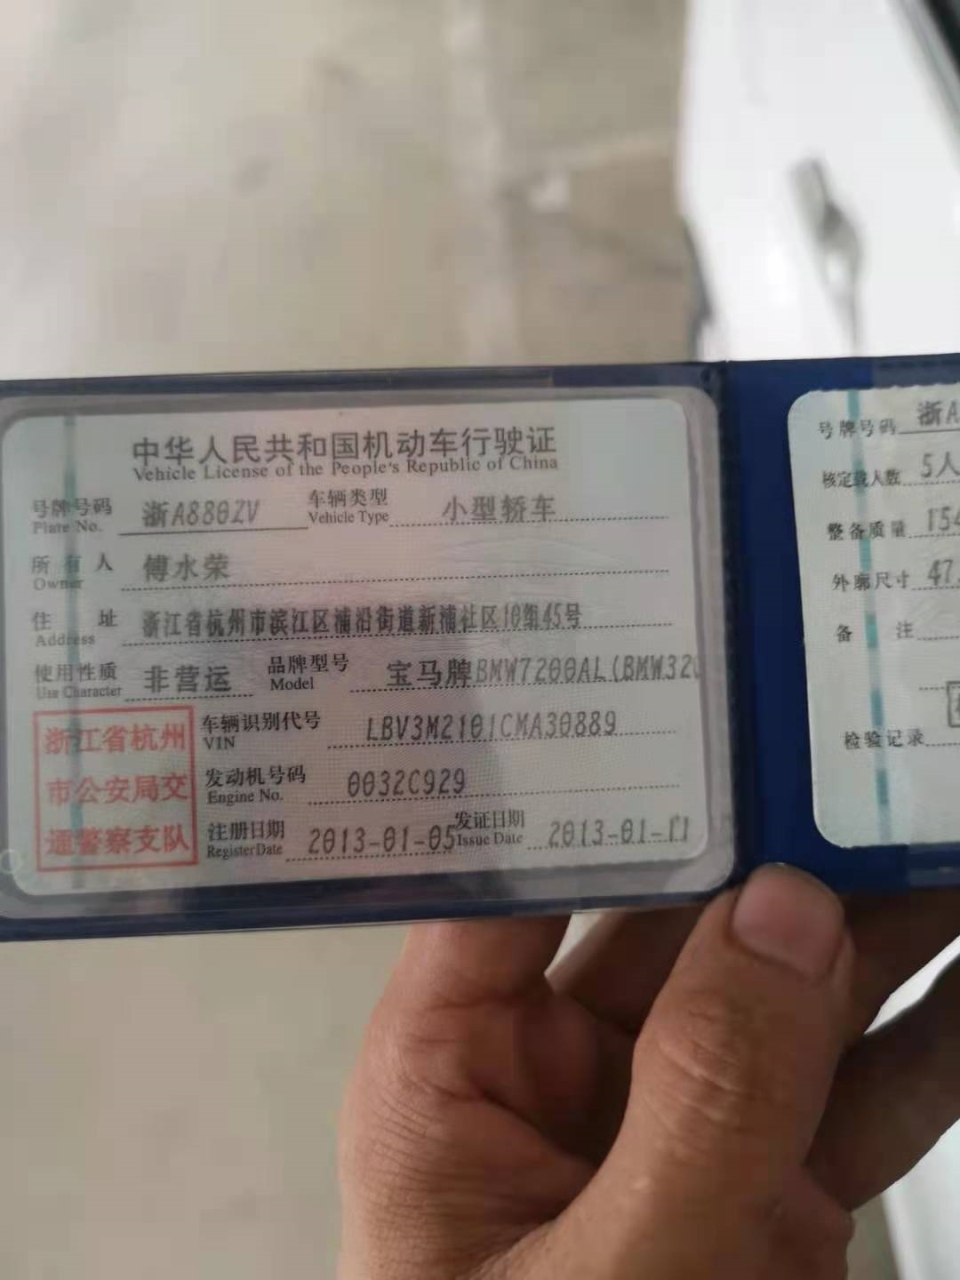 中华人民共和国机动车行驶证
Vehicle License of the People's Republic of China
号牌号码 浙A880ZV 车辆类型 小型轿车
Plate No. Vehicle Type
所有人 傅水荣
Owner
住址 浙江省杭州市滨江区浦沿街道新浦社区10组45号
Address
使用性质 非营运 品牌型号 宝马牌BMW7200AL(BMW320
Use Character Model
浙江省杭州
市公安局交
通警察支队
车辆识别代号 LBV3M2101CMA30889
VIN
发动机号码 0032C929
Engine No.
注册日期 2013-01-05 发证日期 2013-01-11
Register Date Issue Date
号牌号码 浙A
核定载人数 5人
整备质量 154
外廓尺寸 47
备注
检验记录